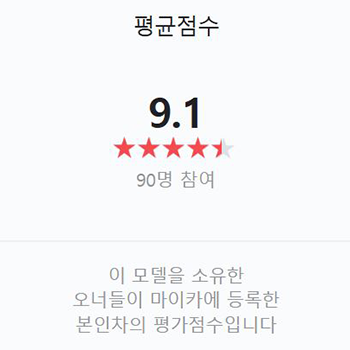 평균점수
9.1
90명 참여
이 모델을 소유한
오너들이 마이카에 등록한
본인차의 평가점수입니다